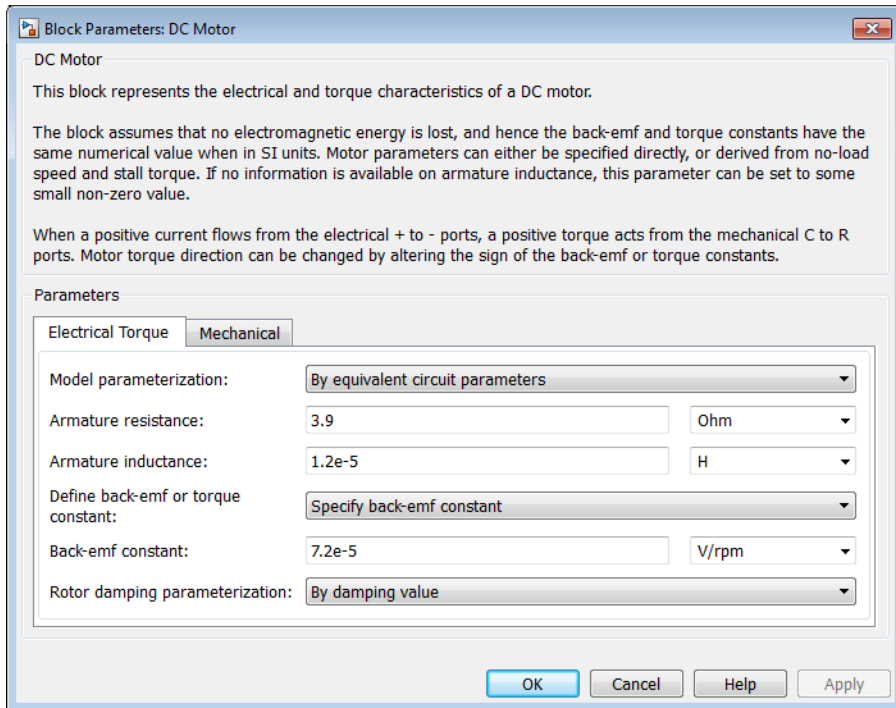 Block Parameters: DC Motor
DC Motor
This block represents the electrical and torque characteristics of a DC motor.
The block assumes that no electromagnetic energy is lost, and hence the back-emf and torque constants have the
same numerical value when in SI units. Motor parameters can either be specified directly, or derived from no-load
speed and stall torque. If no information is available on armature inductance, this parameter can be set to some
small non-zero value.
When a positive current flows from the electrical + to - ports, a positive torque acts from the mechanical C to R
ports. Motor torque direction can be changed by altering the sign of the back-emf or torque constants.
Parameters
Electrical Torque Mechanical
Model parameterization: By equivalent circuit parameters
Armature resistance: 3.9 Ohm
Armature inductance: 1.2e-5 H
Define back-emf or torque
constant: Specify back-emf constant
Back-emf constant: 7.2e-5 V/rpm
Rotor damping parameterization: By damping value
OK Cancel Help Apply